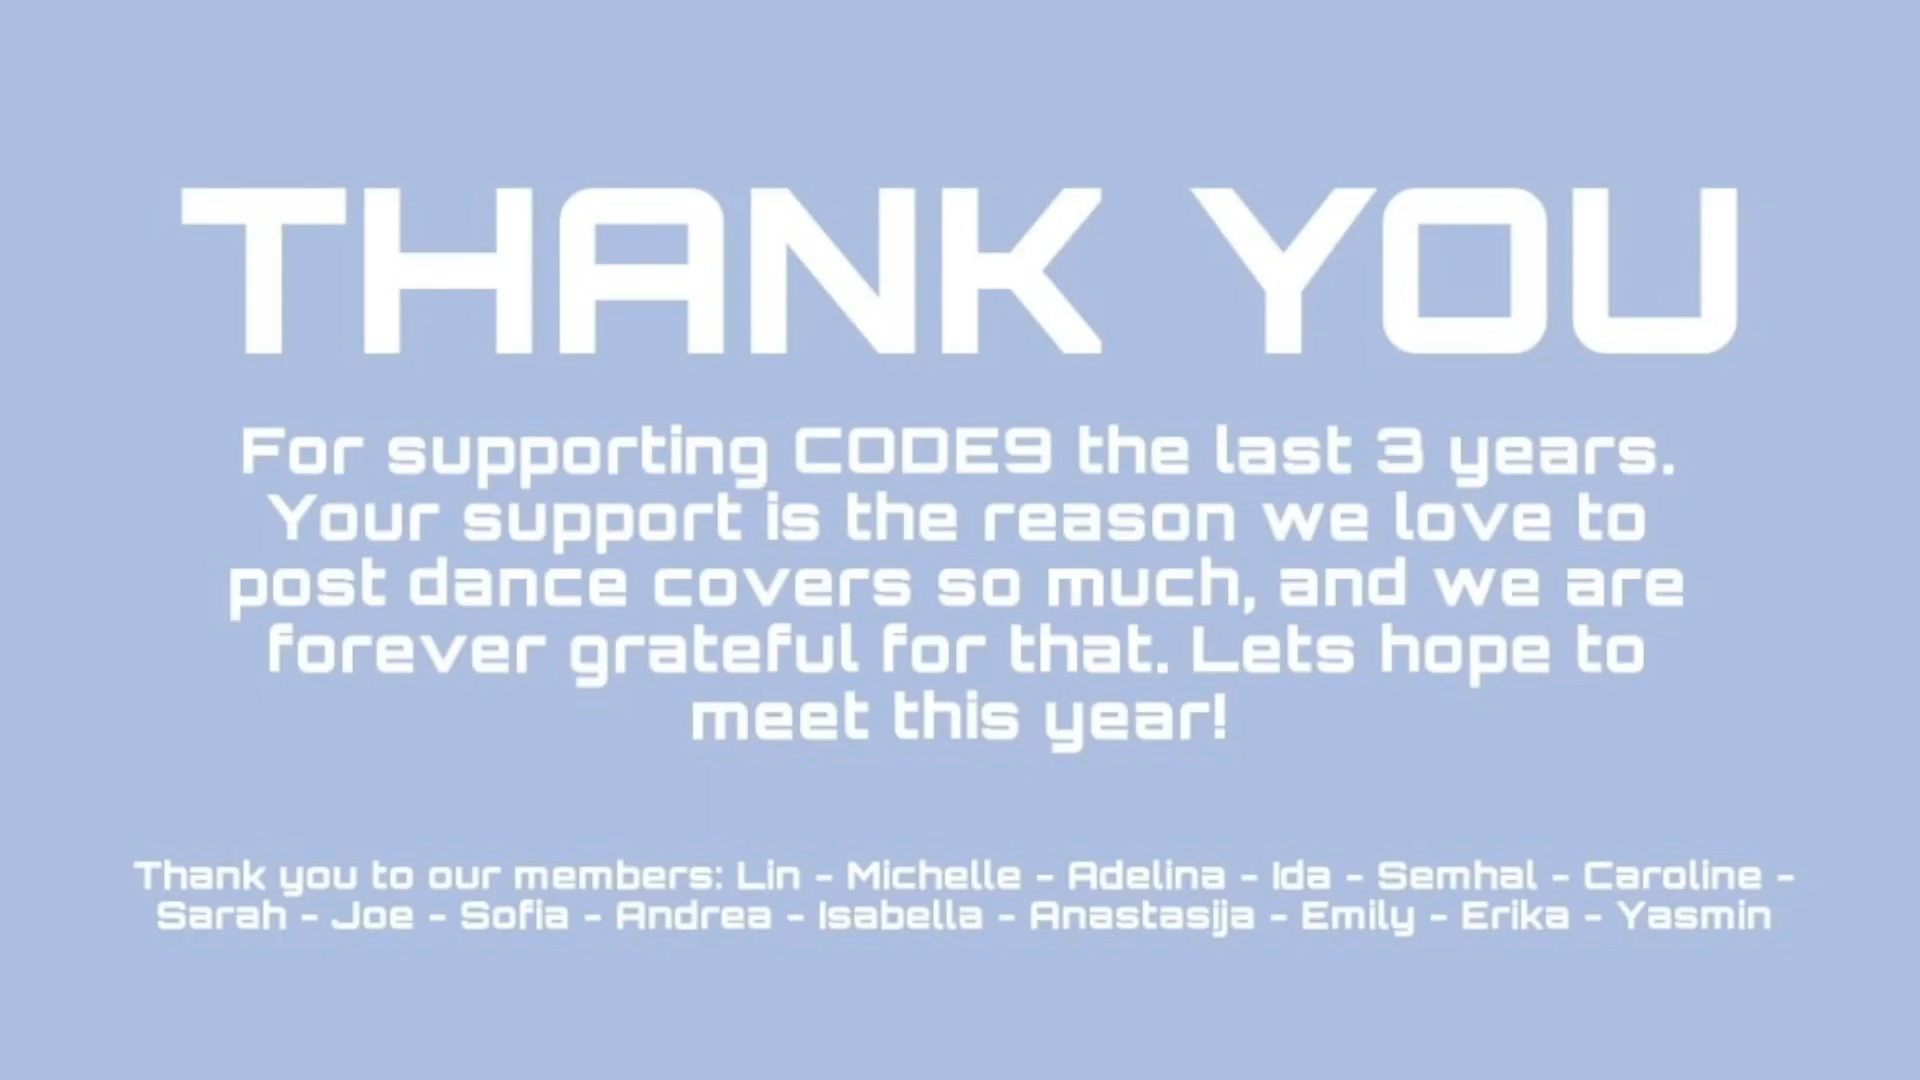 THANK YOU
For supporting CODE9 the last 3 years.
Your support is the reason we love to
post dance covers so much, and we are
forever grateful for that. Lets hope to
meet this year!
Thank you to our members: Lin - Michelle - Adelina - Ida - Semhal - Caroline -
Sarah - Joe - Sofia - Andrea - Isabella - Anastasija - Emily - Erika - Yasmin